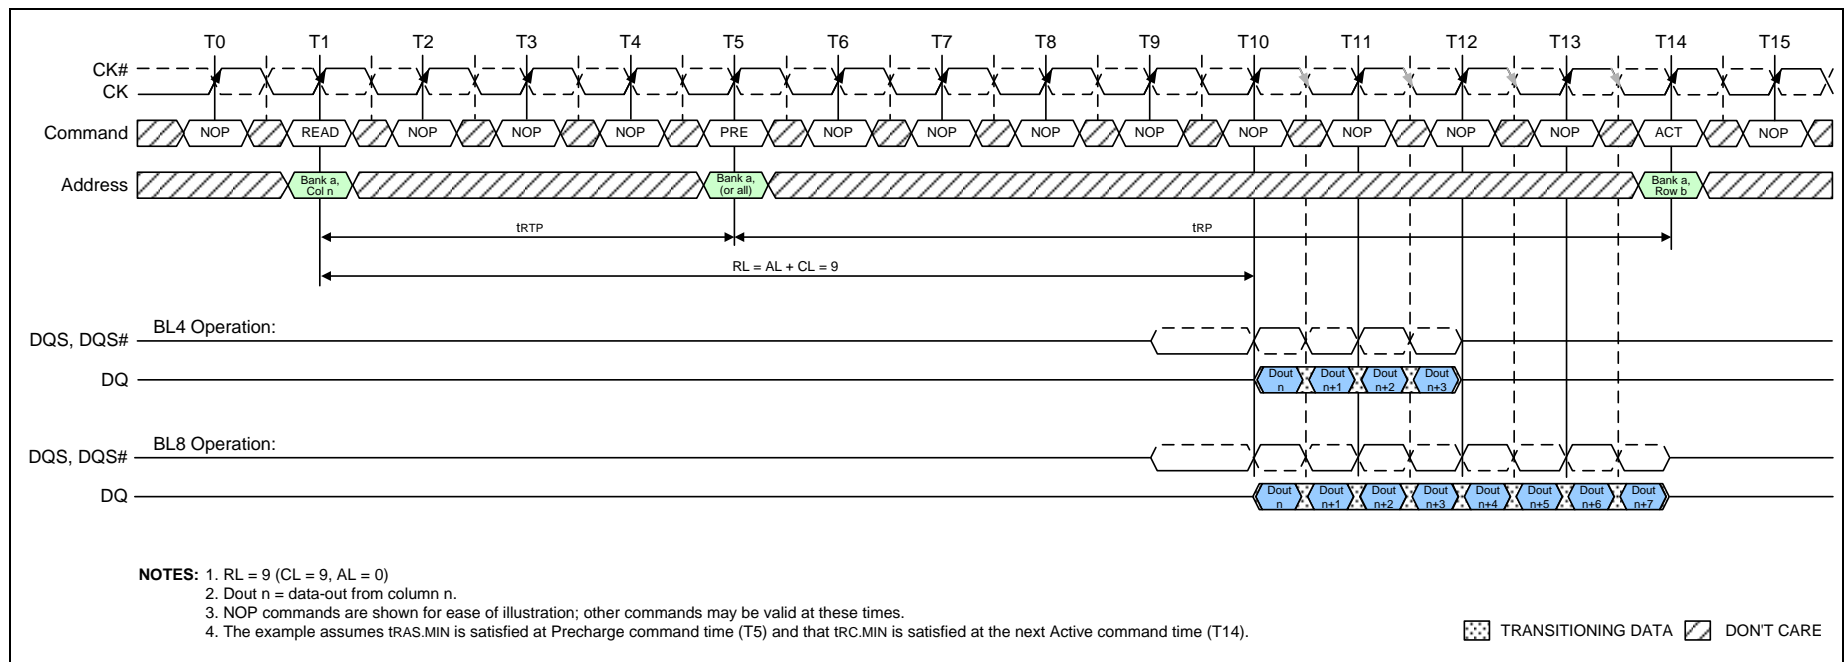 T0 T1 T2 T3 T4 T5 T6 T7 T8 T9 T10 T11 T12 T13 T14 T15
CK#
CK
Command NOP READ NOP NOP NOP PRE NOP NOP NOP NOP NOP NOP NOP NOP ACT NOP
Address Bank a, Col n Bank a, (or all) Bank a, Row b
tRTP tRP
RL = AL + CL = 9
BL4 Operation:
DQS, DQS#
DQ Dout n Dout n+1 Dout n+2 Dout n+3
BL8 Operation:
DQS, DQS#
DQ Dout n Dout n+1 Dout n+2 Dout n+3 Dout n+4 Dout n+5 Dout n+6 Dout n+7
NOTES: 1. RL = 9 (CL = 9, AL = 0)
2. Dout n = data-out from column n.
3. NOP commands are shown for ease of illustration; other commands may be valid at these times.
4. The example assumes tRAS.MIN is satisfied at Precharge command time (T5) and that tRC.MIN is satisfied at the next Active command time (T14).
TRANSITIONING DATA DON'T CARE